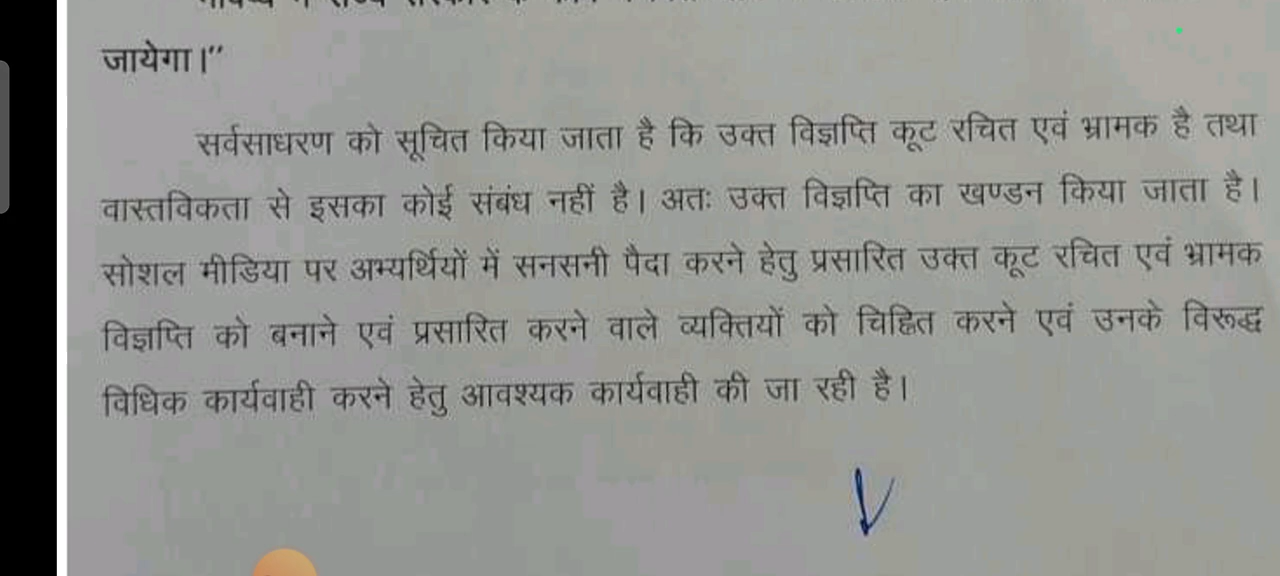 जायेगा।”
सर्वसाधरण को सूचित किया जाता है कि उक्त विज्ञप्ति कूट रचित एवं भ्रामक है तथा
वास्तविकता से इसका कोई संबंध नहीं है। अतः उक्त विज्ञप्ति का खण्डन किया जाता है।
सोशल मीडिया पर अभ्यर्थियों में सनसनी पैदा करने हेतु प्रसारित उक्त कूट रचित एवं भ्रामक
विज्ञप्ति को बनाने एवं प्रसारित करने वाले व्यक्तियों को चिह्नित करने एवं उनके विरूद्ध
विधिक कार्यवाही करने हेतु आवश्यक कार्यवाही की जा रही है।